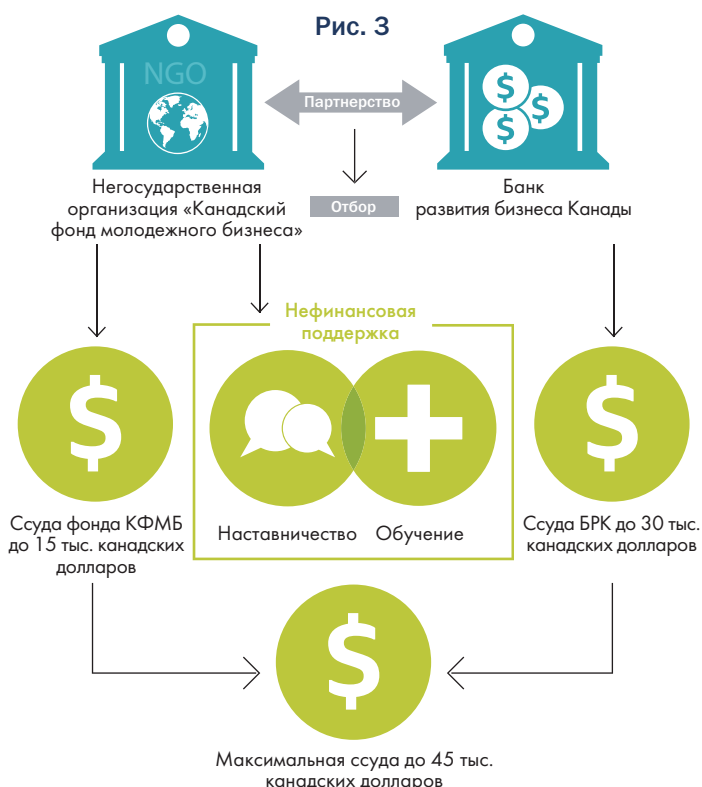 Рис. 3
NGO
Партнерство
Негосударственная
организация «Канадский
фонд молодежного бизнеса»
Отбор
Банк
развития бизнеса Канады
Нефинансовая
поддержка
Ссуда фонда КФМБ
до 15 тыс. канадских
долларов
Наставничество
Обучение
Ссуда БРК до 30 тыс.
канадских долларов
Максимальная ссуда до 45 тыс.
канадских долларов